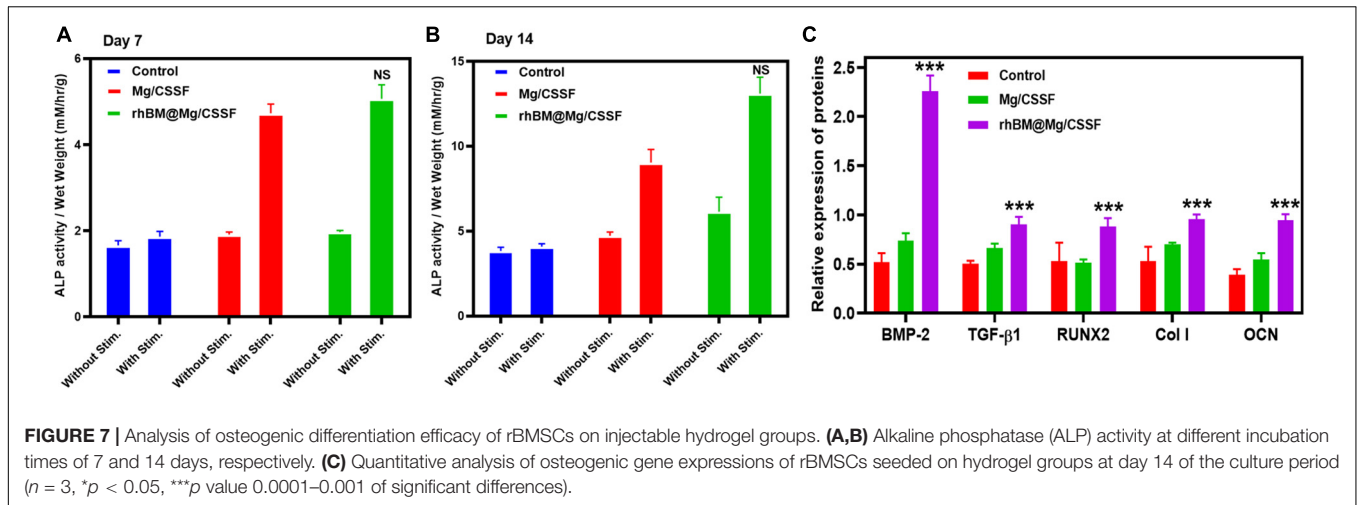 A
Day 7
Control
Mg/CSSF
rhBM@Mg/CSSF
NS
ALP activity / Wet Weight (mM/hr/g)
6
4
2
0
Without Stim.
With Stim.
Without Stim.
With Stim.
Without Stim.
With Stim.
B
Day 14
Control
Mg/CSSF
rhBM@Mg/CSSF
NS
ALP activity / Wet Weight (mM/hr/g)
15
10
5
0
Without Stim.
With Stim.
Without Stim.
With Stim.
Without Stim.
With Stim.
C
Control
Mg/CSSF
rhBM@Mg/CSSF
Relative expression of proteins
2.5
2.0
1.5
1.0
0.5
0.0
***
***
***
***
***
BMP-2
TGF-β1
RUNX2
Col I
OCN
FIGURE 7 | Analysis of osteogenic differentiation efficacy of rBMSCs on injectable hydrogel groups. (A,B) Alkaline phosphatase (ALP) activity at different incubation
times of 7 and 14 days, respectively. (C) Quantitative analysis of osteogenic gene expressions of rBMSCs seeded on hydrogel groups at day 14 of the culture period
(n = 3, *p < 0.05, ***p value 0.0001–0.001 of significant differences).